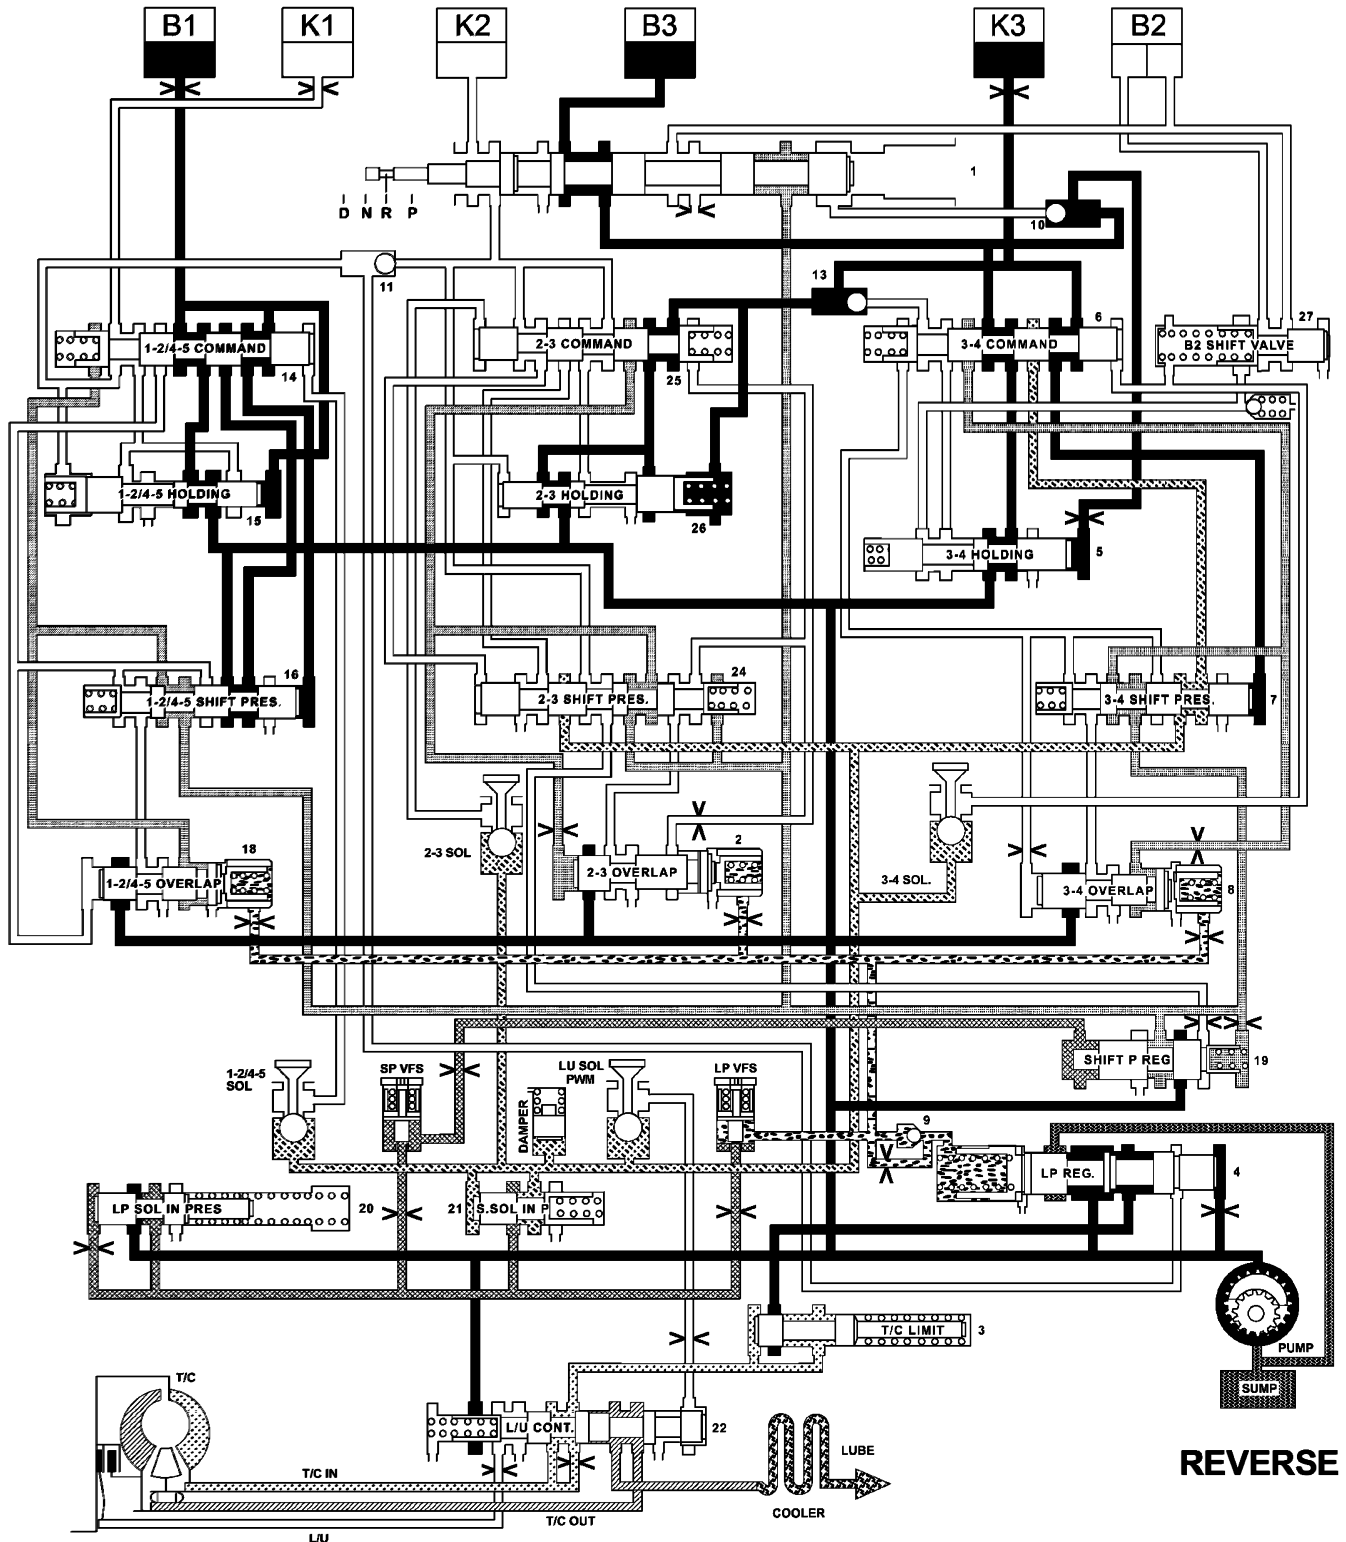 B1 K1 K2 B3 K3 B2
1
D N R P
10
11
13
6
27
1-2/4-5 COMMAND
2-3 COMMAND
3-4 COMMAND
B2 SHIFT VALVE
14
25
1-2/4-5 HOLDING
2-3 HOLDING
15
26
3-4 HOLDING
5
16
24
1-2/4-5 SHIFT PRES.
2-3 SHIFT PRES.
3-4 SHIFT PRES.
7
2-3 SOL
18
2
3-4 SOL.
1-2/4-5 OVERLAP
2-3 OVERLAP
3-4 OVERLAP
8
SHIFT P REG
19
1-2/4-5
SOL
SP VFS
LU SOL
PWM
LP VFS
DAMPER
9
LP REG.
4
LP SOL IN PRES
20
21
S.SOL IN P
T/C LIMIT
3
PUMP
SUMP
T/C
L/U CONT.
22
LUBE
REVERSE
T/C IN
COOLER
T/C OUT
L/U